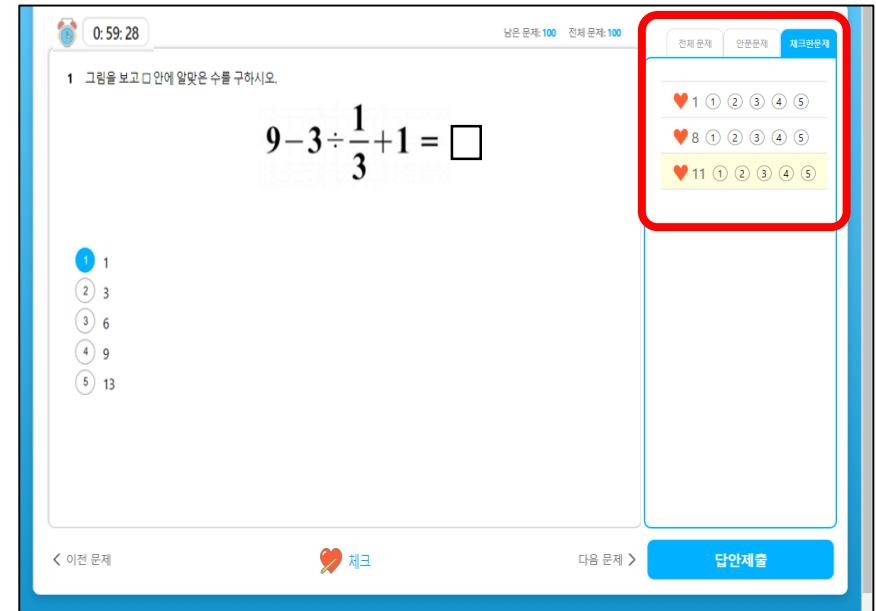 0: 59: 28
남은 문제: 100 전체 문제: 100
1 그림을 보고 □ 안에 알맞은 수를 구하시오.
9-3÷1/3+1 = □
1 1
2 3
3 6
4 9
5 13
전체 문제 안푼문제 체크한문제
1 ① ② ③ ④ ⑤
8 ① ② ③ ④ ⑤
11 ① ② ③ ④ ⑤
이전 문제 체크 다음 문제 답안제출